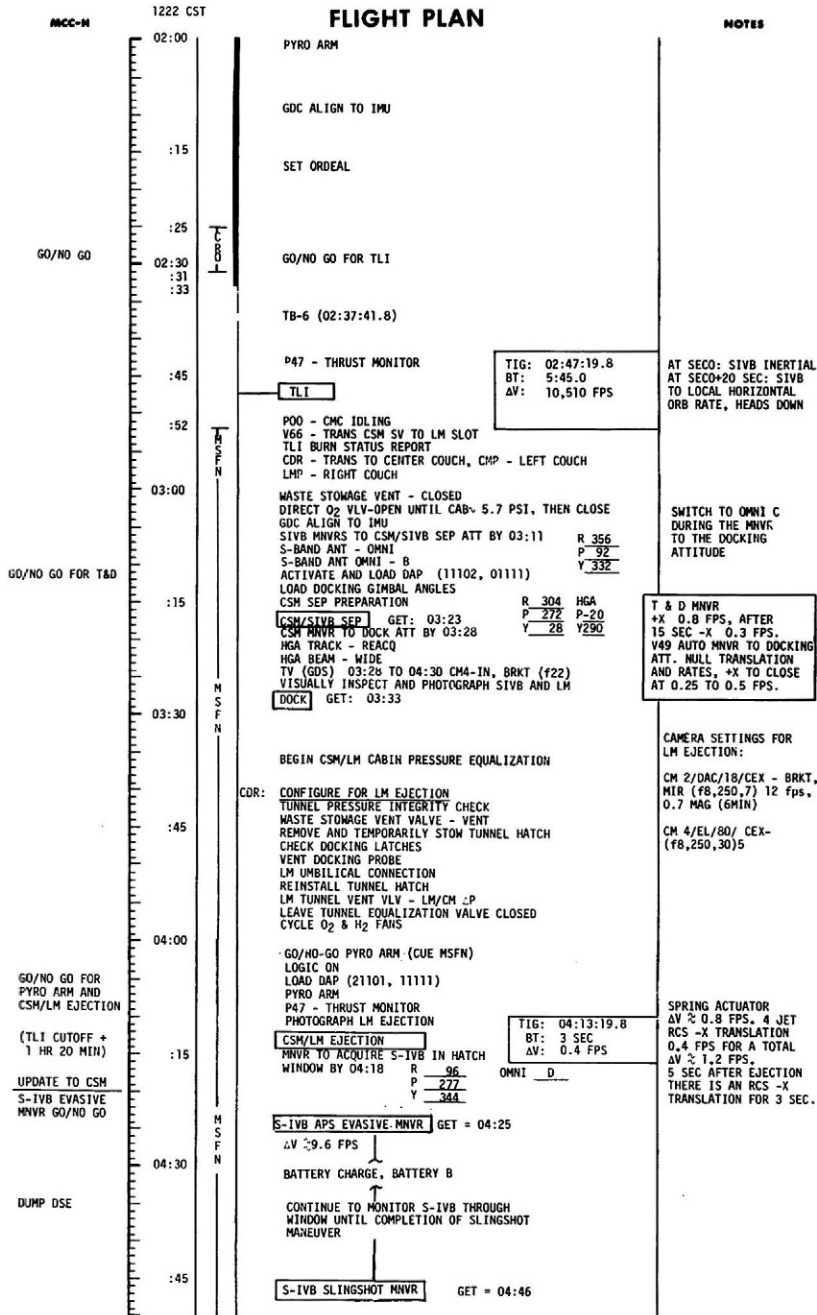 1222 CST
MCC-H
FLIGHT PLAN
NOTES
02:00
PYRO ARM
GDC ALIGN TO IMU
:15
SET ORDEAL
:25
CRO
GO/NO GO
02:30
GO/NO GO FOR TLI
:31
:33
TB-6 (02:37:41.8)
P47 - THRUST MONITOR
:45
TLI
TIG: 02:47:19.8
BT: 5:45.0
ΔV: 10,510 FPS
AT SECO: SIVB INERTIAL
AT SECO+20 SEC: SIVB
TO LOCAL HORIZONTAL
ORB RATE, HEADS DOWN
:52
MSFN
P00 - CMC IDLING
V66 - TRANS CSM SV TO LM SLOT
TLI BURN STATUS REPORT
CDR - TRANS TO CENTER COUCH, CMP - LEFT COUCH
LMP - RIGHT COUCH
03:00
WASTE STOWAGE VENT - CLOSED
DIRECT O2 VLV-OPEN UNTIL CAB~ 5.7 PSI, THEN CLOSE
GDC ALIGN TO IMU
SIVB MNVRS TO CSM/SIVB SEP ATT BY 03:11
S-BAND ANT - OMNI
S-BAND ANT OMNI - B
R 356
P 92
Y 332
SWITCH TO OMNI C
DURING THE MNVR
TO THE DOCKING
ATTITUDE
GO/NO GO FOR T&D
ACTIVATE AND LOAD DAP (11102, 01111)
LOAD DOCKING GIMBAL ANGLES
:15
CSM SEP PREPARATION
R 304 HGA
P 272 P-20
Y 28 Y290
CSM/SIVB SEP GET: 03:23
CSM MNVR TO DOCK ATT BY 03:28
HGA TRACK - REACQ
HGA BEAM - WIDE
TV (GDS) 03:28 TO 04:30 CM4-IN, BRKT (f22)
VISUALLY INSPECT AND PHOTOGRAPH SIVB AND LM
DOCK GET: 03:33
T & D MNVR
+X 0.8 FPS, AFTER
15 SEC -X 0.3 FPS.
V49 AUTO MNVR TO DOCKING
ATT. NULL TRANSLATION
AND RATES, +X TO CLOSE
AT 0.25 TO 0.5 FPS.
MSFN
03:30
BEGIN CSM/LM CABIN PRESSURE EQUALIZATION
CAMERA SETTINGS FOR
LM EJECTION:
CM 2/DAC/18/CEX - BRKT,
MIR (f8,250,7) 12 fps,
0.7 MAG (6MIN)
CM 4/EL/80/ CEX-
(f8,250,30)5
CDR: CONFIGURE FOR LM EJECTION
TUNNEL PRESSURE INTEGRITY CHECK
:45
WASTE STOWAGE VENT VALVE - VENT
REMOVE AND TEMPORARILY STOW TUNNEL HATCH
CHECK DOCKING LATCHES
VENT DOCKING PROBE
LM UMBILICAL CONNECTION
REINSTALL TUNNEL HATCH
LM TUNNEL VENT VLV - LM/CM ΔP
LEAVE TUNNEL EQUALIZATION VALVE CLOSED
CYCLE O2 & H2 FANS
04:00
GO/NO-GO PYRO ARM (CUE MSFN)
LOGIC ON
LOAD DAP (21101, 11111)
PYRO ARM
P47 - THRUST MONITOR
PHOTOGRAPH LM EJECTION
GO/NO GO FOR
PYRO ARM AND
CSM/LM EJECTION
(TLI CUTOFF +
1 HR 20 MIN)
TIG: 04:13:19.8
BT: 3 SEC
ΔV: 0.4 FPS
SPRING ACTUATOR
ΔV ≈ 0.8 FPS. 4 JET
RCS -X TRANSLATION
0.4 FPS FOR A TOTAL
ΔV ≈ 1.2 FPS.
5 SEC AFTER EJECTION
THERE IS AN RCS -X
TRANSLATION FOR 3 SEC.
CSM/LM EJECTION
:15
MNVR TO ACQUIRE S-IVB IN HATCH
WINDOW BY 04:18
R 96
P 277
Y 344
OMNI D
UPDATE TO CSM
S-IVB EVASIVE
MNVR GO/NO GO
MSFN
S-IVB APS EVASIVE MNVR GET = 04:25
ΔV ≈9.6 FPS
04:30
BATTERY CHARGE, BATTERY B
DUMP DSE
CONTINUE TO MONITOR S-IVB THROUGH
WINDOW UNTIL COMPLETION OF SLINGSHOT
MANEUVER
:45
S-IVB SLINGSHOT MNVR GET = 04:46